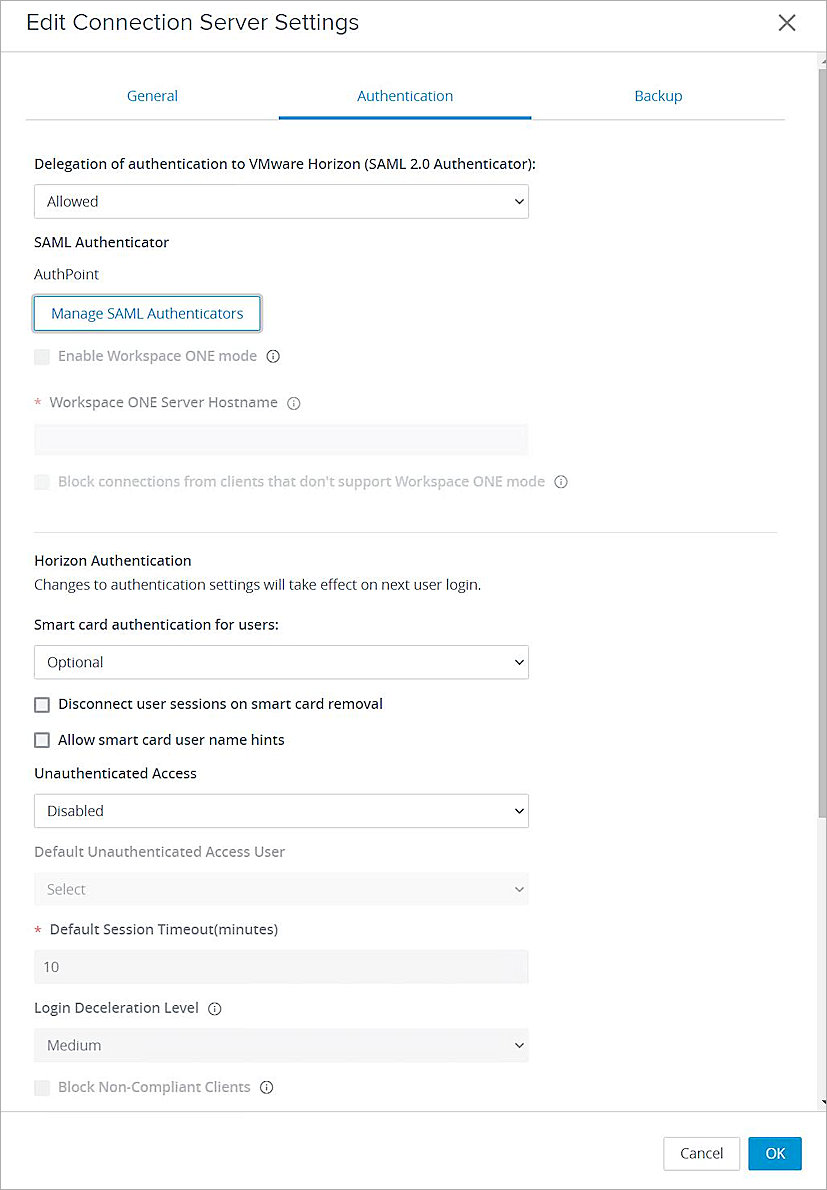 Edit Connection Server Settings
General Authentication Backup
Delegation of authentication to VMware Horizon (SAML 2.0 Authenticator):
Allowed
SAML Authenticator
AuthPoint
Manage SAML Authenticators
Enable Workspace ONE mode
* Workspace ONE Server Hostname
Block connections from clients that don't support Workspace ONE mode
Horizon Authentication
Changes to authentication settings will take effect on next user login.
Smart card authentication for users:
Optional
Disconnect user sessions on smart card removal
Allow smart card user name hints
Unauthenticated Access
Disabled
Default Unauthenticated Access User
Select
* Default Session Timeout(minutes)
10
Login Deceleration Level
Medium
Block Non-Compliant Clients
Cancel OK